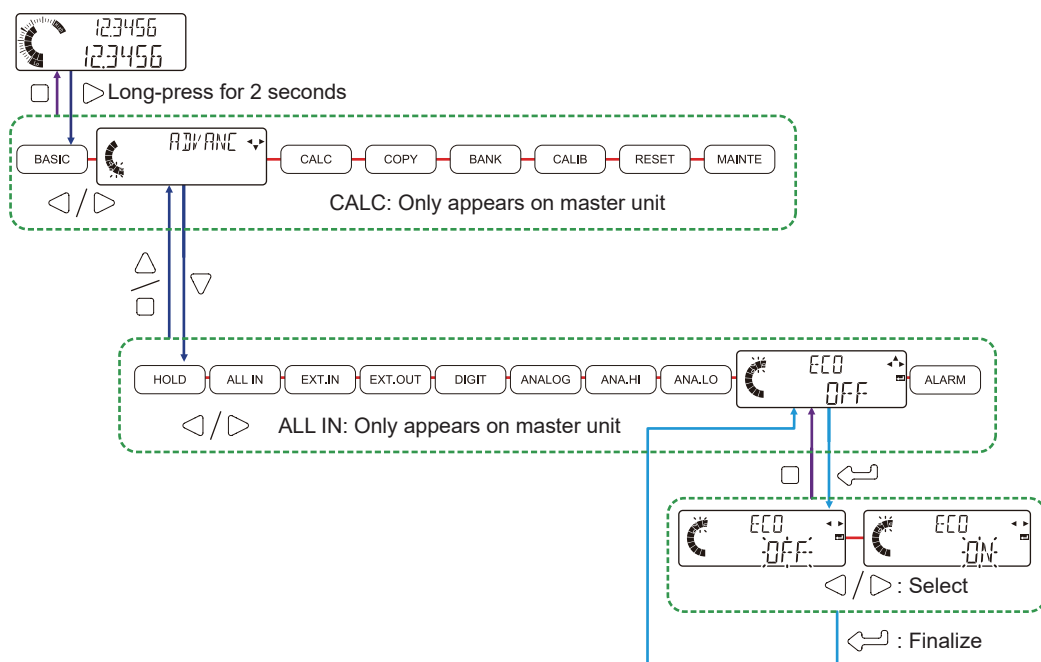 12.3456
12.3456
Long-press for 2 seconds
BASIC ADVANC CALC COPY BANK CALIB RESET MAINTE
CALC: Only appears on master unit
HOLD ALL IN EXT.IN EXT.OUT DIGIT ANALOG ANA.HI ANA.LO ECO OFF ALARM
ALL IN: Only appears on master unit
ECO ECO
OFF ON
: Select
: Finalize